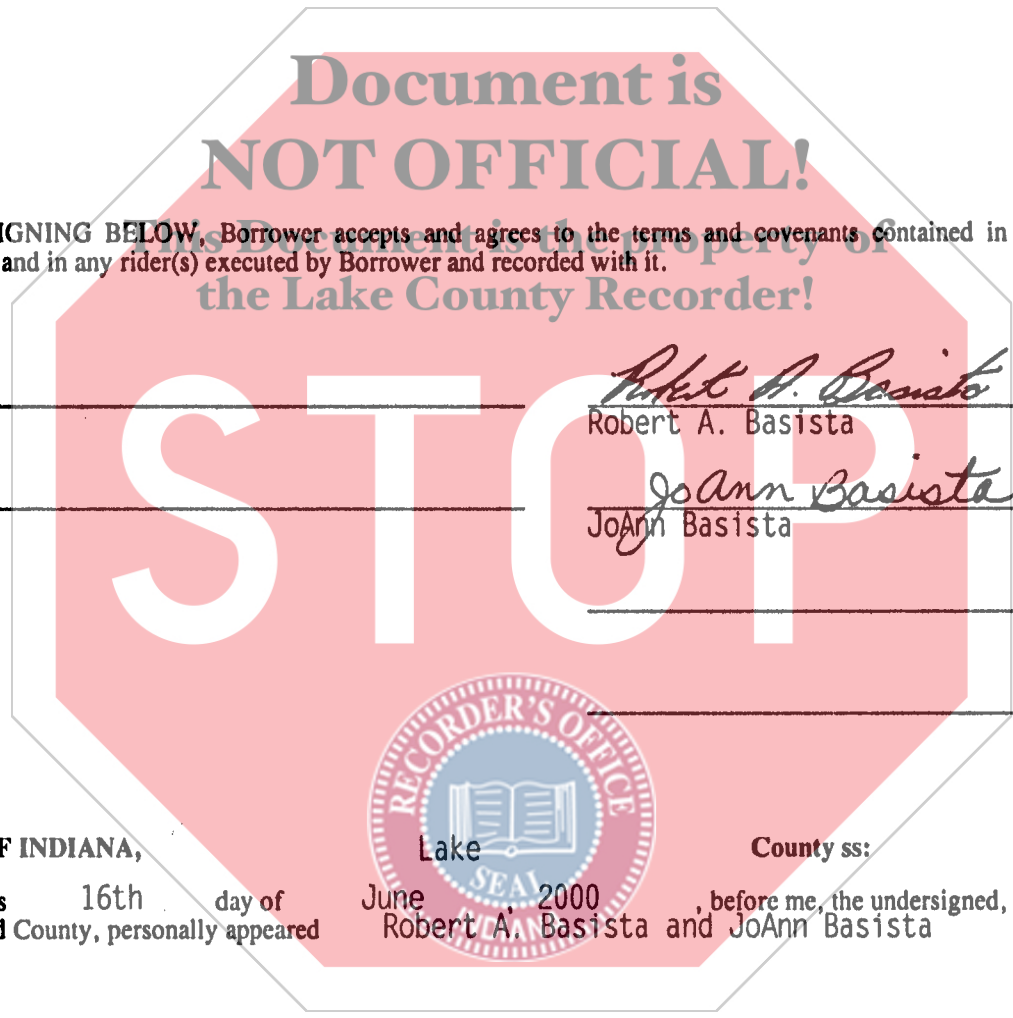 Document is
NOT OFFICIAL!
This Document is the property of
the Lake County Recorder!
IGNING BELOW, Borrower accepts and agrees to the terms and covenants contained in
and in any rider(s) executed by Borrower and recorded with it.
STOP
Robert A. Basista
Robert A. Basista
JoAnn Basista
JoAnn Basista
RECORDER'S OFFICE
SEAL
INDIANA
F INDIANA, Lake County ss:
s 16th day of June , 2000 , before me, the undersigned,
d County, personally appeared Robert A. Basista and JoAnn Basista